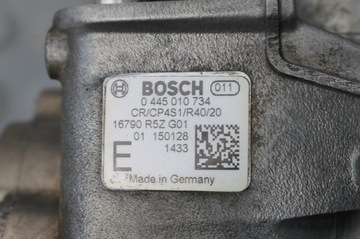 BOSCH 011
0 445 010 734
CR/CP4S1/R40/20
16790 R5Z G01
01 150128
1433
E
Made in Germany